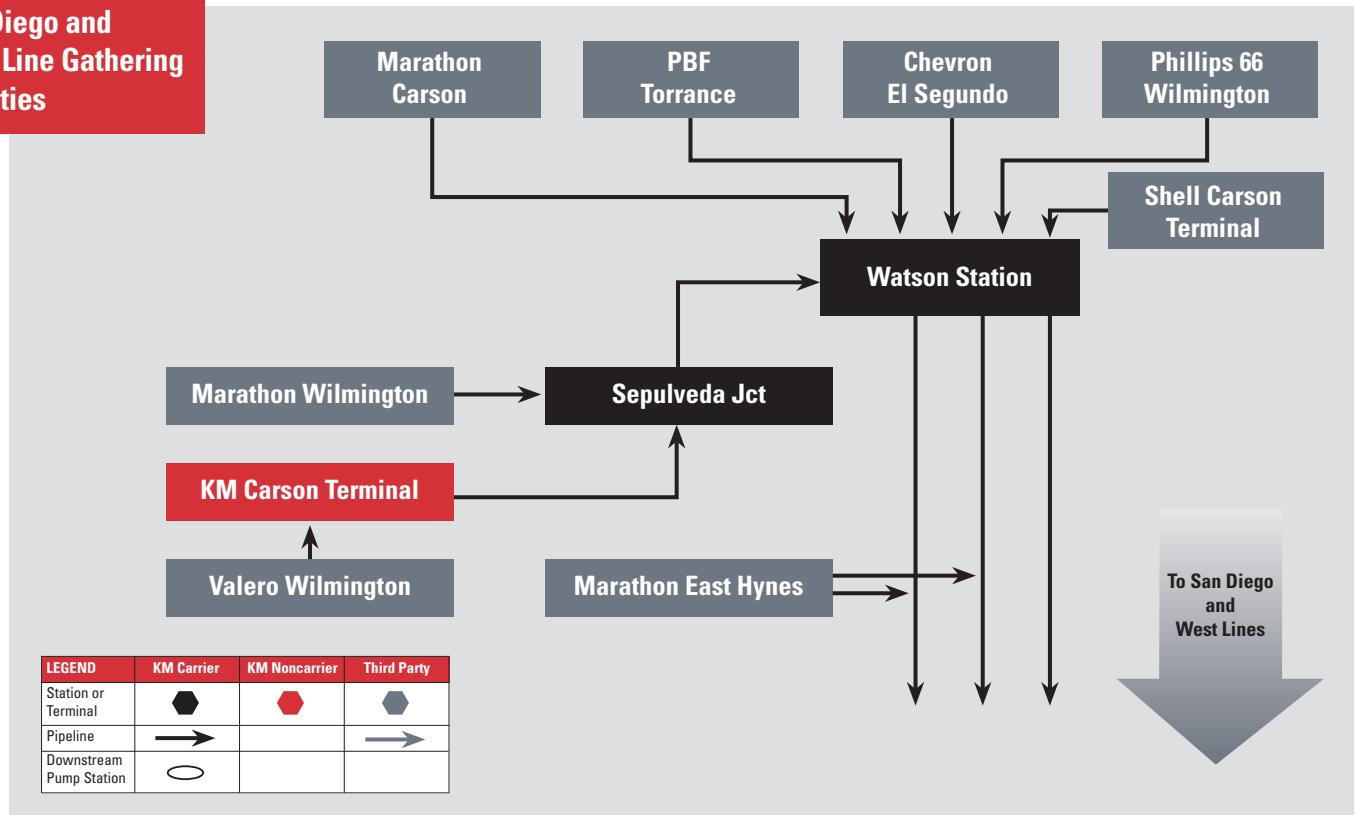 Diego and
Line Gathering
ties
Marathon
Carson
PBF
Torrance
Chevron
El Segundo
Phillips 66
Wilmington
Shell Carson
Terminal
Watson Station
Marathon Wilmington
Sepulveda Jct
KM Carson Terminal
Valero Wilmington
Marathon East Hynes
To San Diego
and
West Lines
LEGEND KM Carrier KM Noncarrier Third Party
Station or
Terminal
Pipeline
Downstream
Pump Station